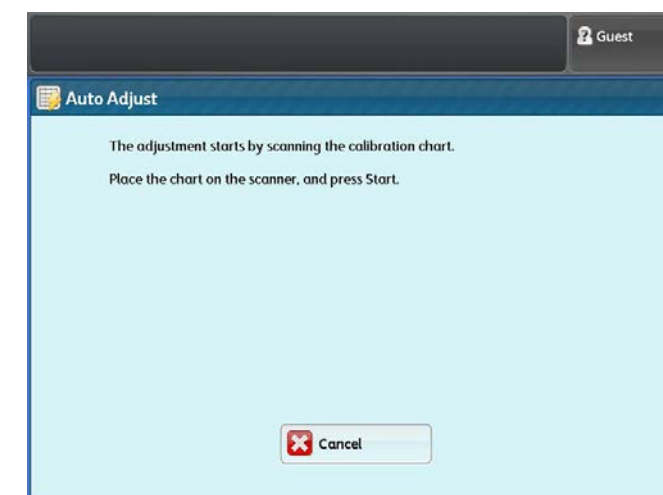 Guest
Auto Adjust
The adjustment starts by scanning the calibration chart.
Place the chart on the scanner, and press Start.
Cancel